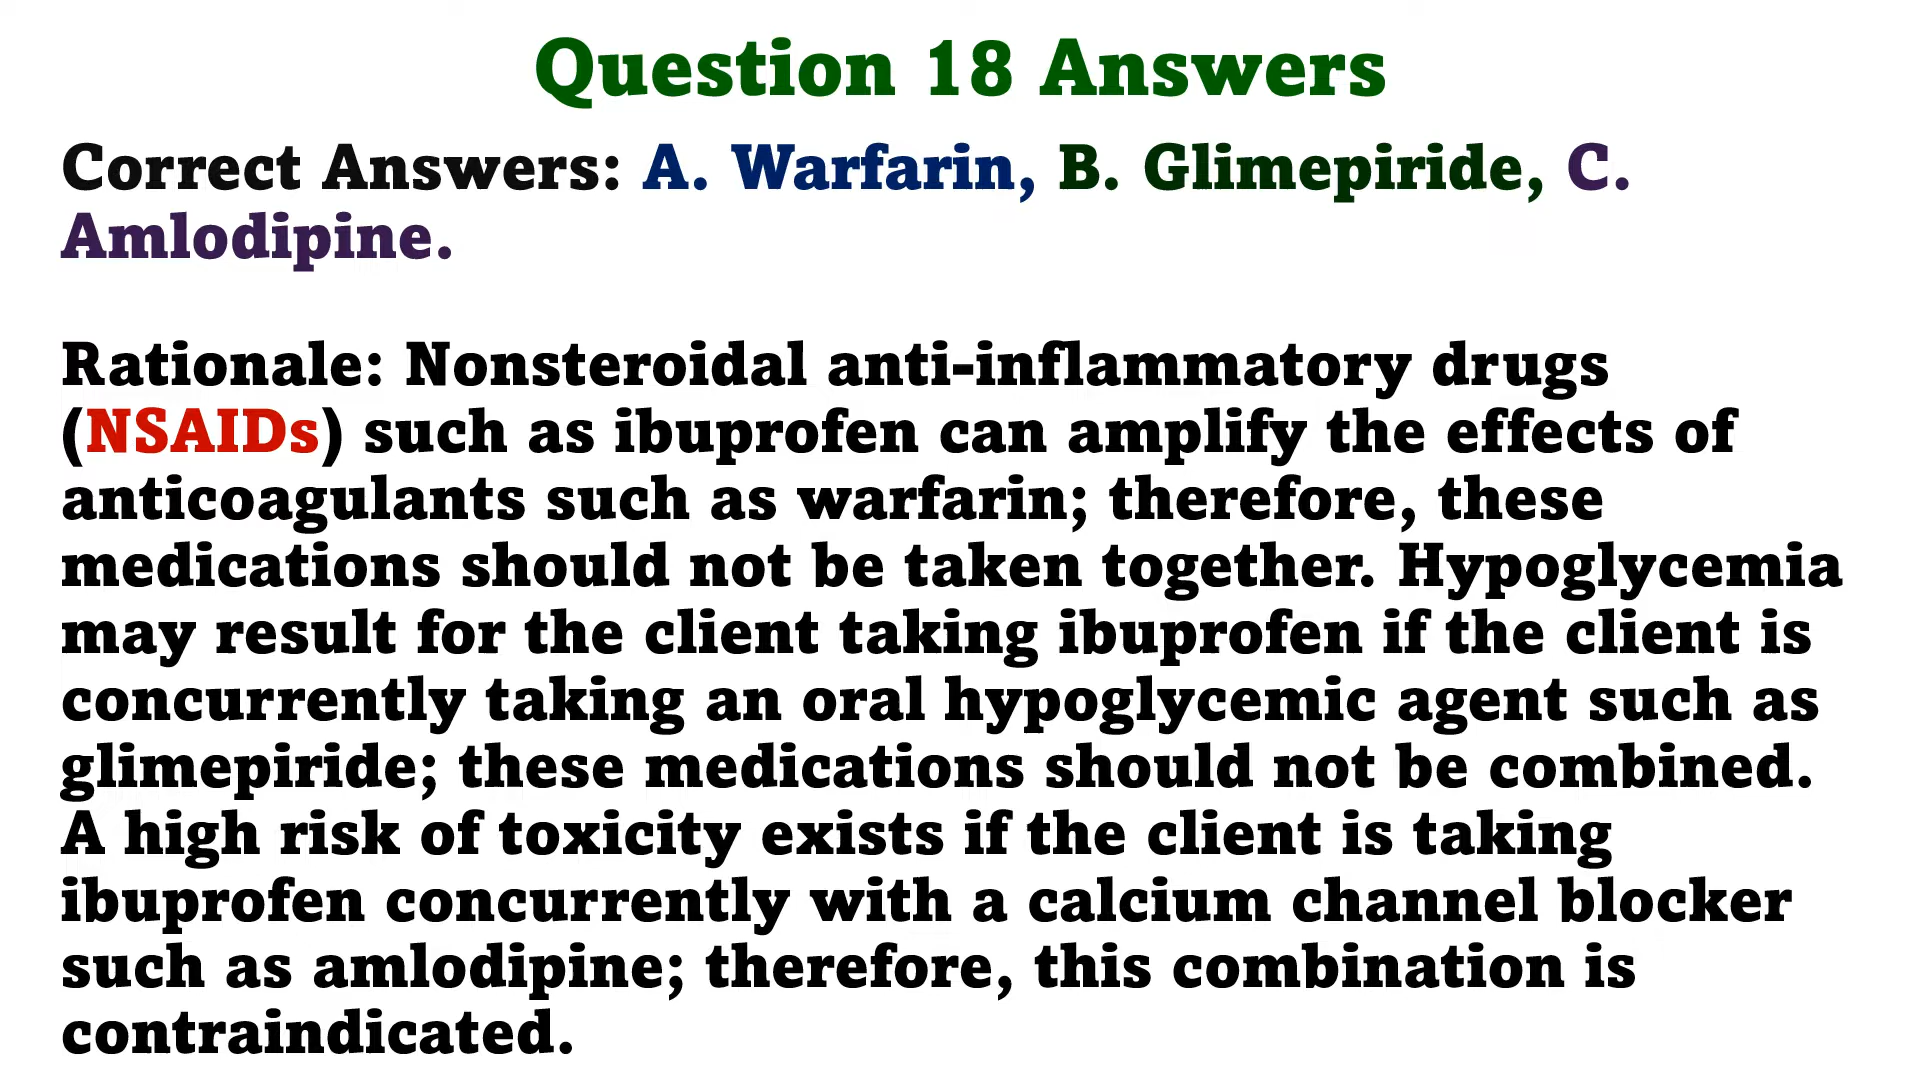 Question 18 Answers
Correct Answers: A. Warfarin, B. Glimepiride, C.
Amlodipine.
Rationale: Nonsteroidal anti-inflammatory drugs
(NSAIDs) such as ibuprofen can amplify the effects of
anticoagulants such as warfarin; therefore, these
medications should not be taken together. Hypoglycemia
may result for the client taking ibuprofen if the client is
concurrently taking an oral hypoglycemic agent such as
glimepiride; these medications should not be combined.
A high risk of toxicity exists if the client is taking
ibuprofen concurrently with a calcium channel blocker
such as amlodipine; therefore, this combination is
contraindicated.